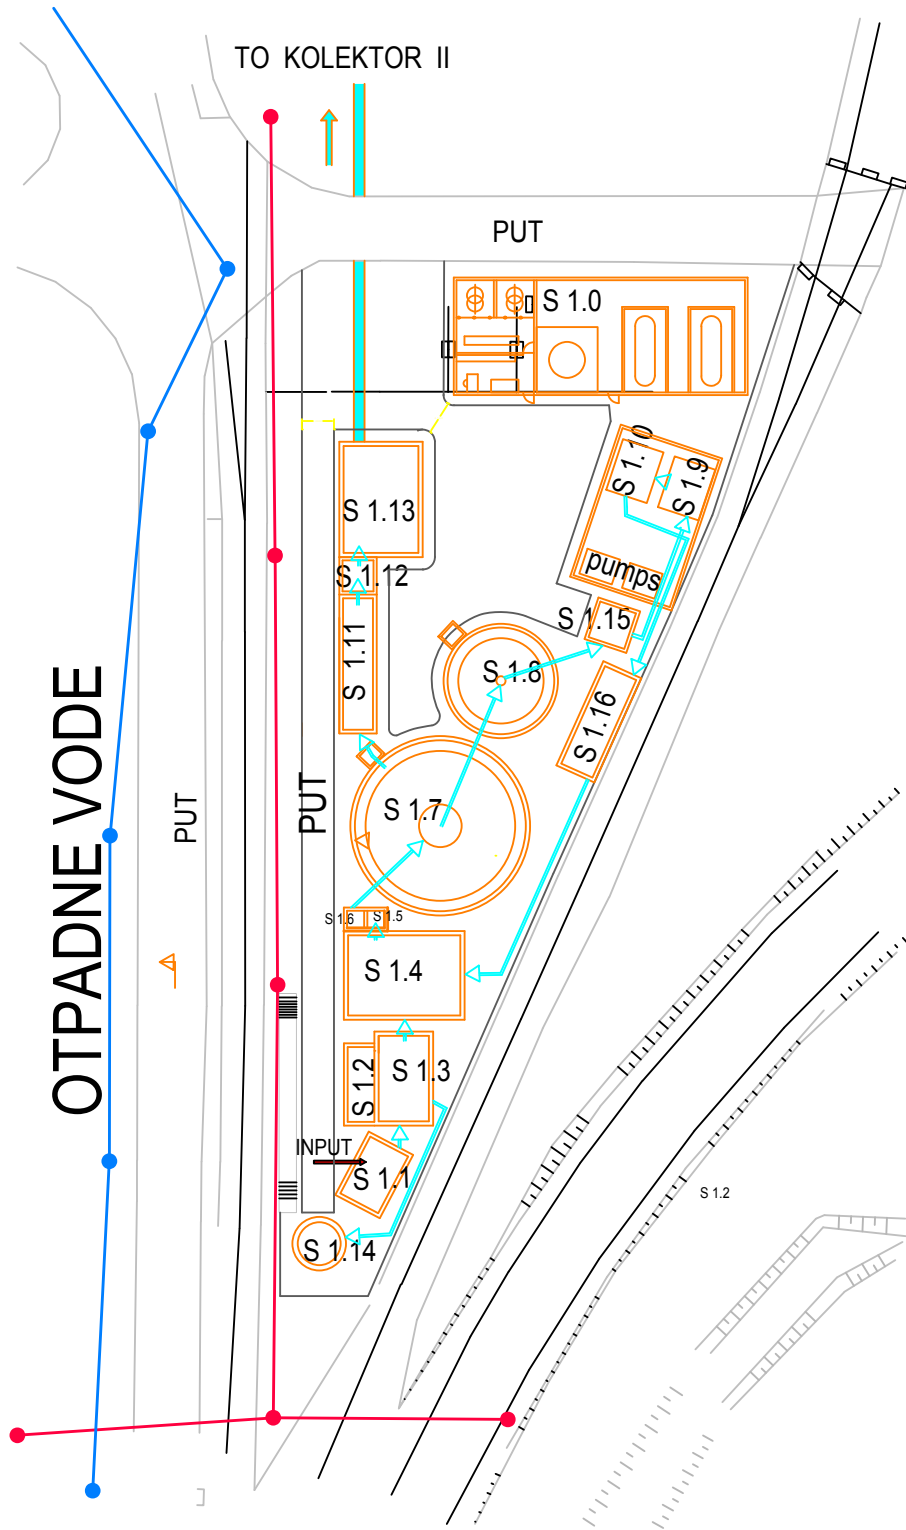 TO KOLEKTOR II
PUT
S 1.0
S 1.10
S 1.9
S 1.13
pumps
S 1.12
S 1.15
S 1.11
S 1.8
S 1.16
OTPADNE VODE
PUT
PUT
S 1.7
S 1.6
S 1.5
S 1.4
S 1.2
S 1.3
INPUT
S 1.1
S 1.2
S 1.14